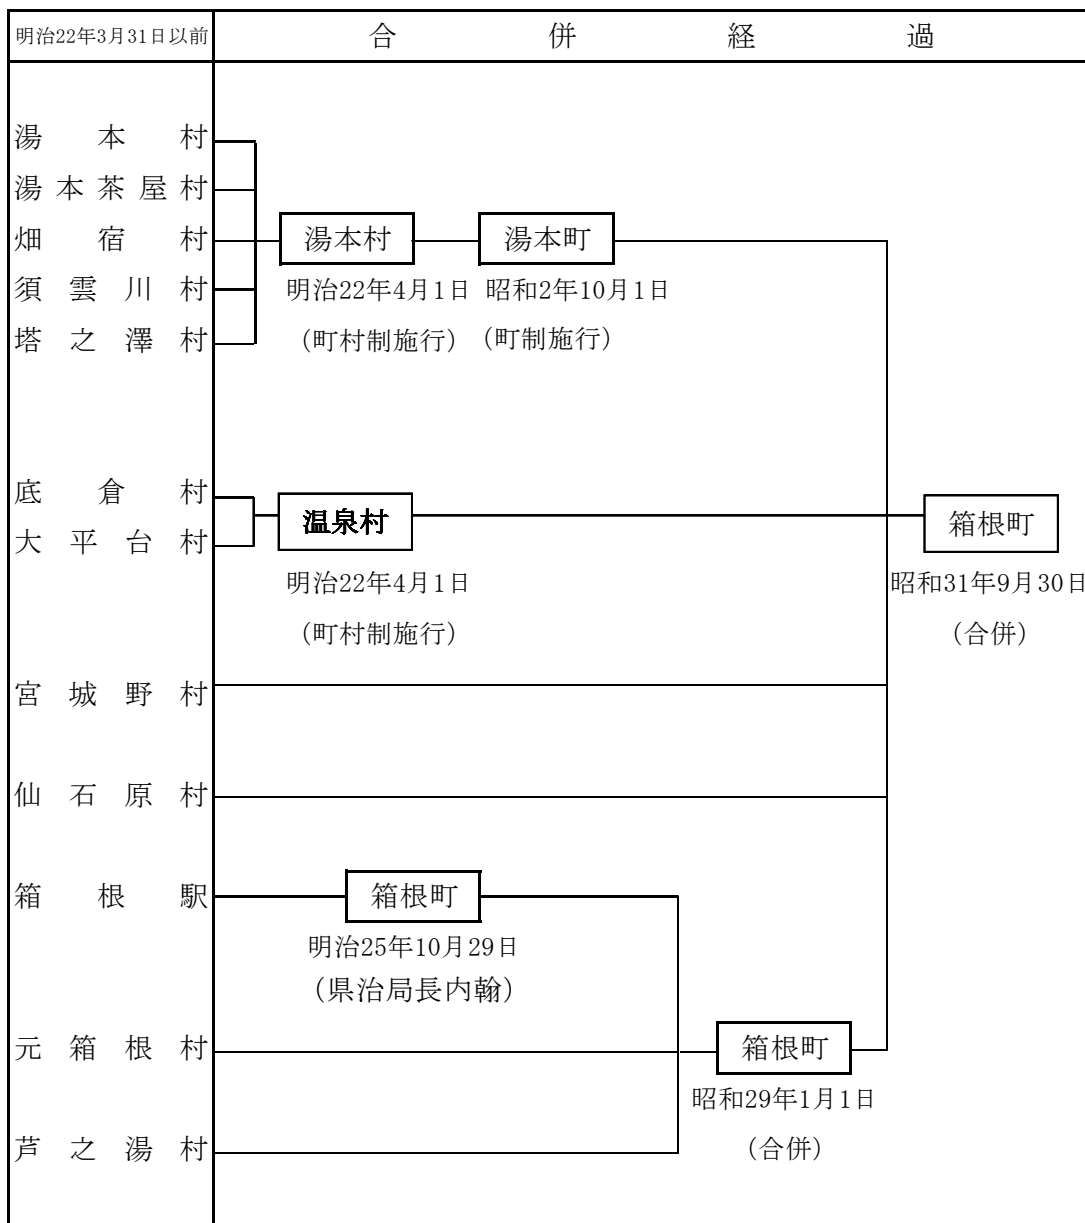 明治22年3月31日以前 合併経過
湯本村
湯本茶屋村
畑宿村 湯本村 湯本町
須雲川村 明治22年4月1日 昭和2年10月1日
塔之澤村 (町村制施行) (町制施行)
底倉村 温泉村
大平台村 箱根町
明治22年4月1日 昭和31年9月30日
(町村制施行) (合併)
宮城野村
仙石原村
箱根駅 箱根町
明治25年10月29日
(県治局長内翰)
元箱根村 箱根町
昭和29年1月1日
芦之湯村 (合併)